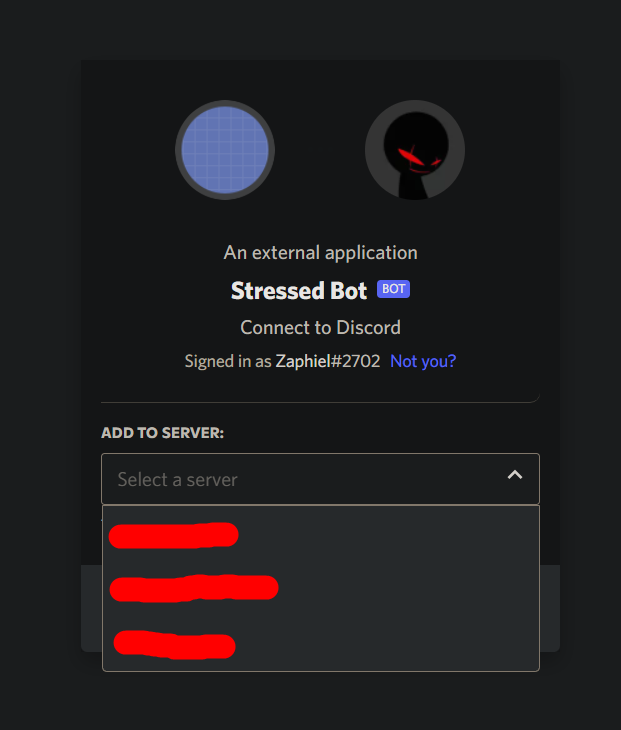 An external application
Stressed Bot BOT
Connect to Discord
Signed in as Zaphiel#2702 Not you?
ADD TO SERVER:
Select a server